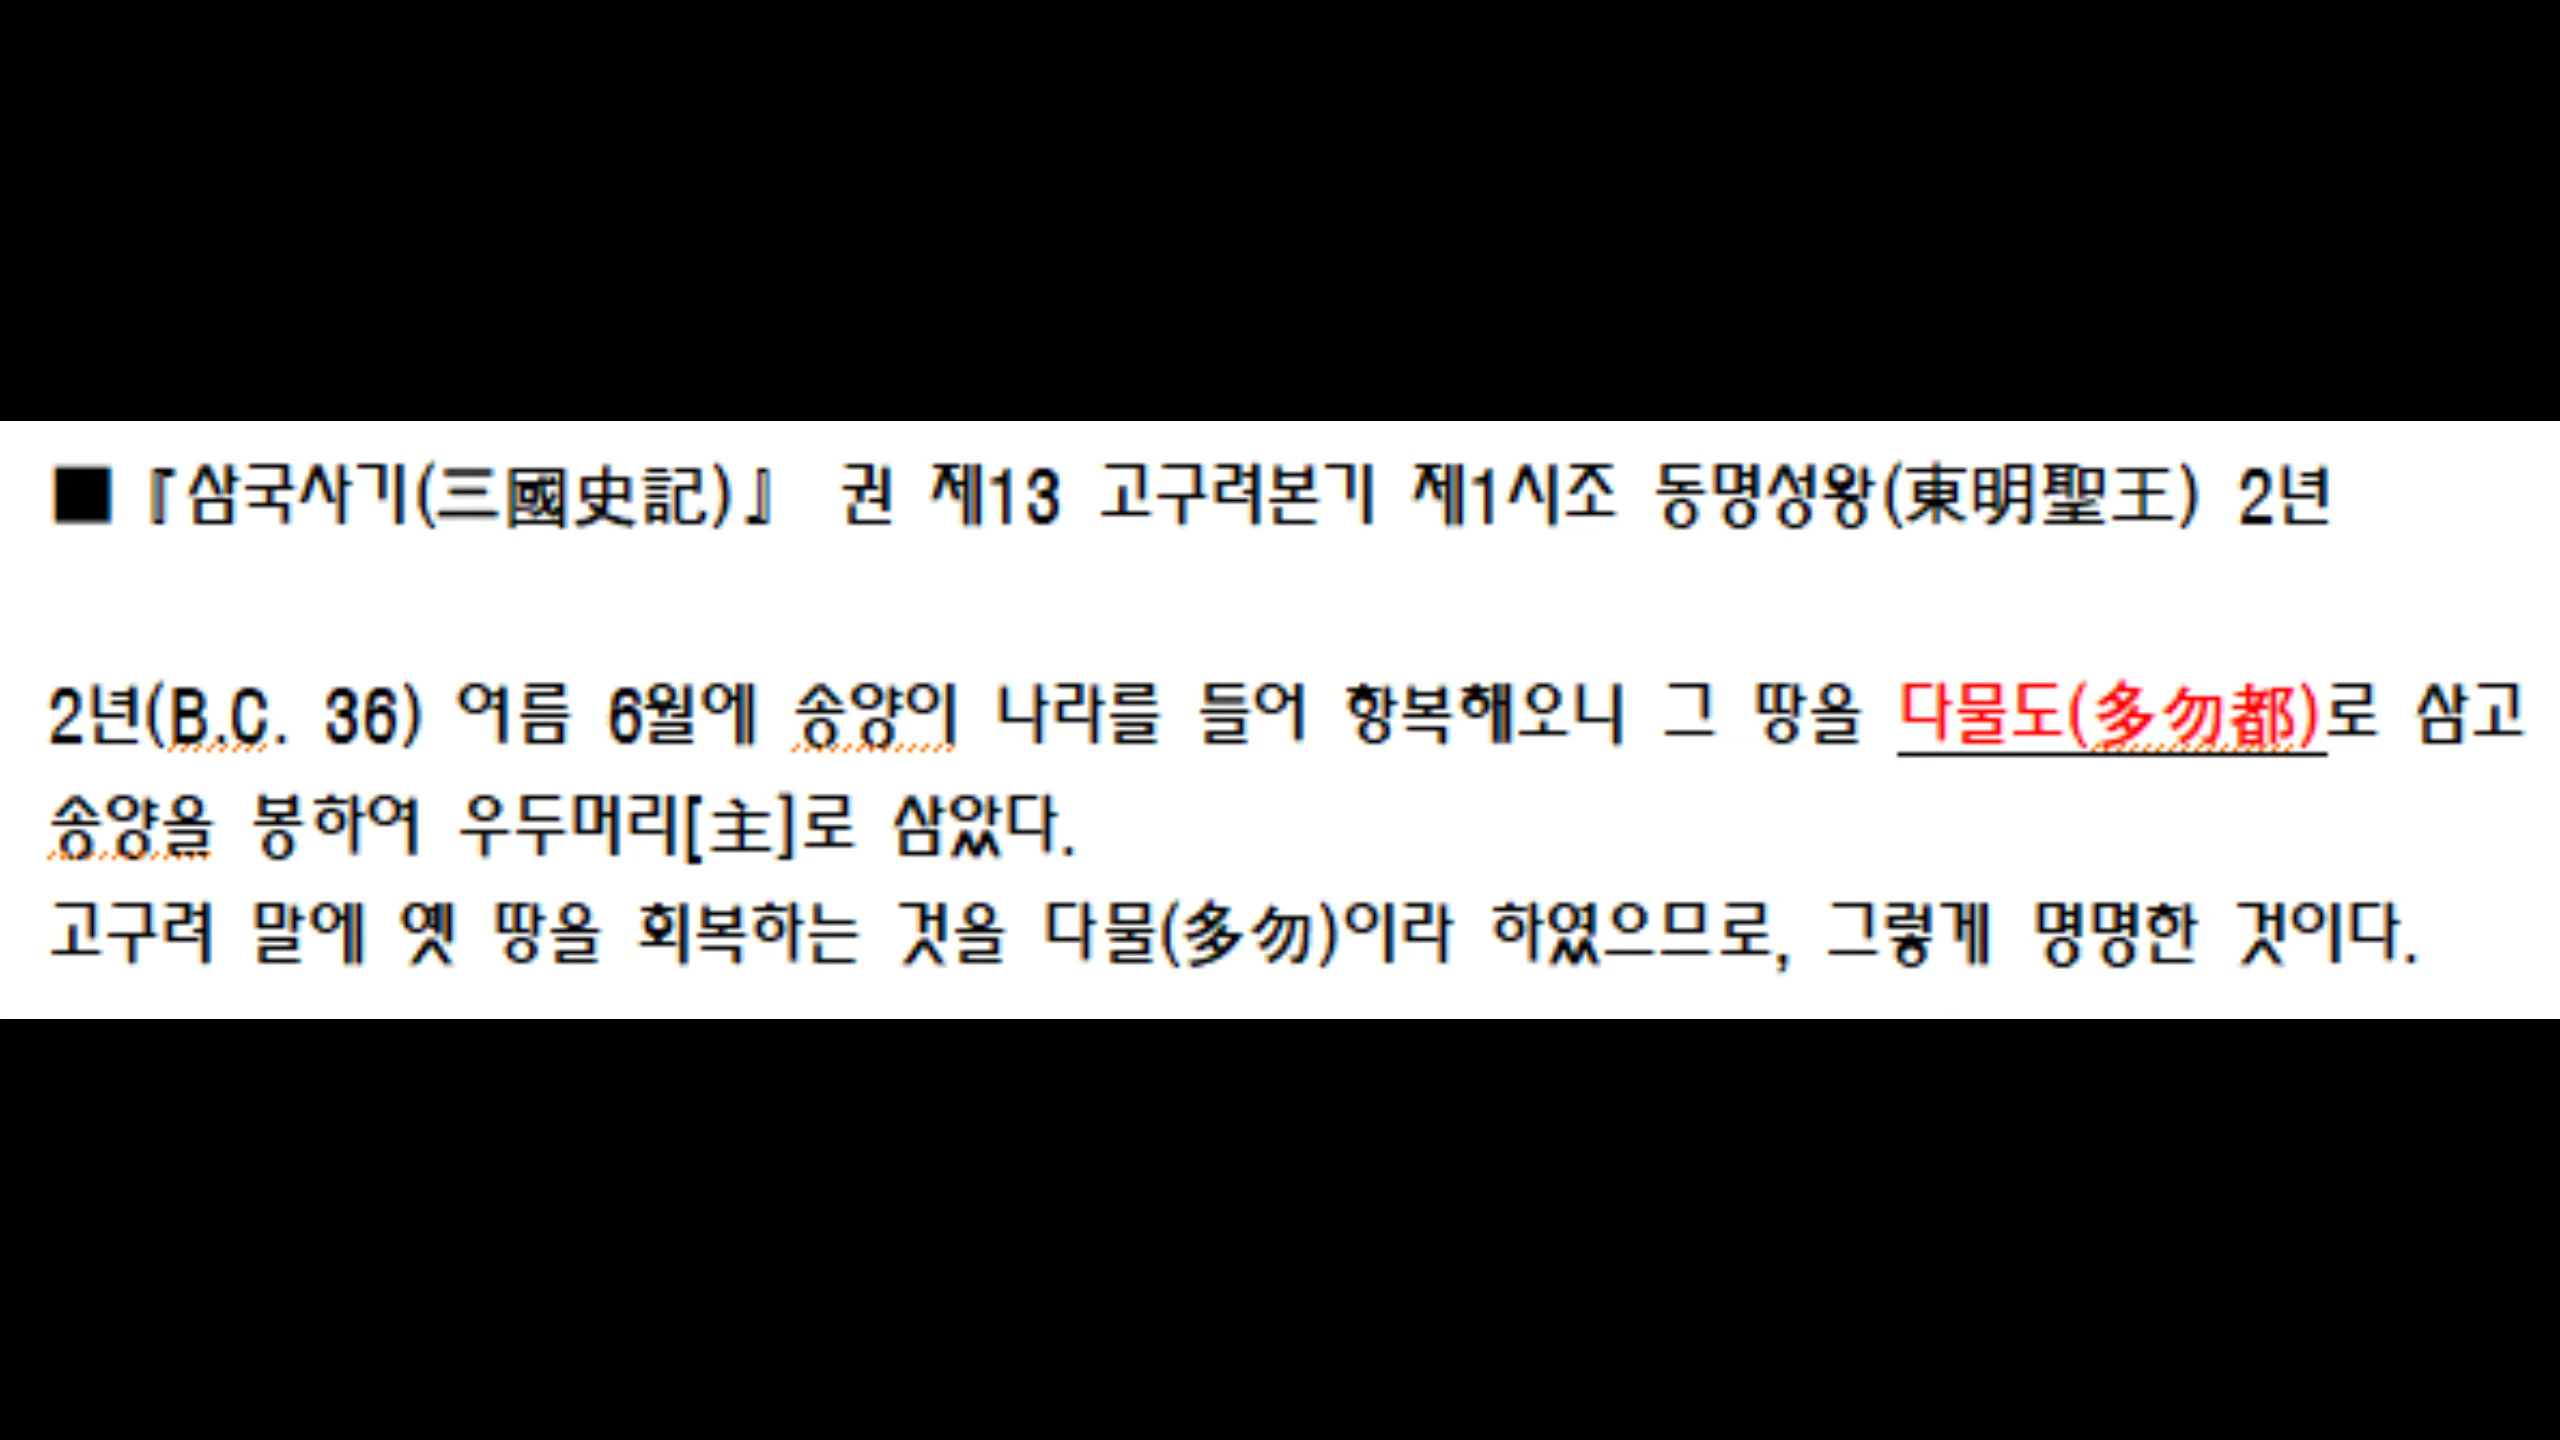 ■『삼국사기(三國史記)』 권 제13 고구려본기 제1시조 동명성왕(東明聖王) 2년
2년(B.C. 36) 여름 6월에 송양이 나라를 들어 항복해오니 그 땅을 다물도(多勿都)로 삼고
송양을 봉하여 우두머리[主]로 삼았다.
고구려 말에 옛 땅을 회복하는 것을 다물(多勿)이라 하였으므로, 그렇게 명명한 것이다.